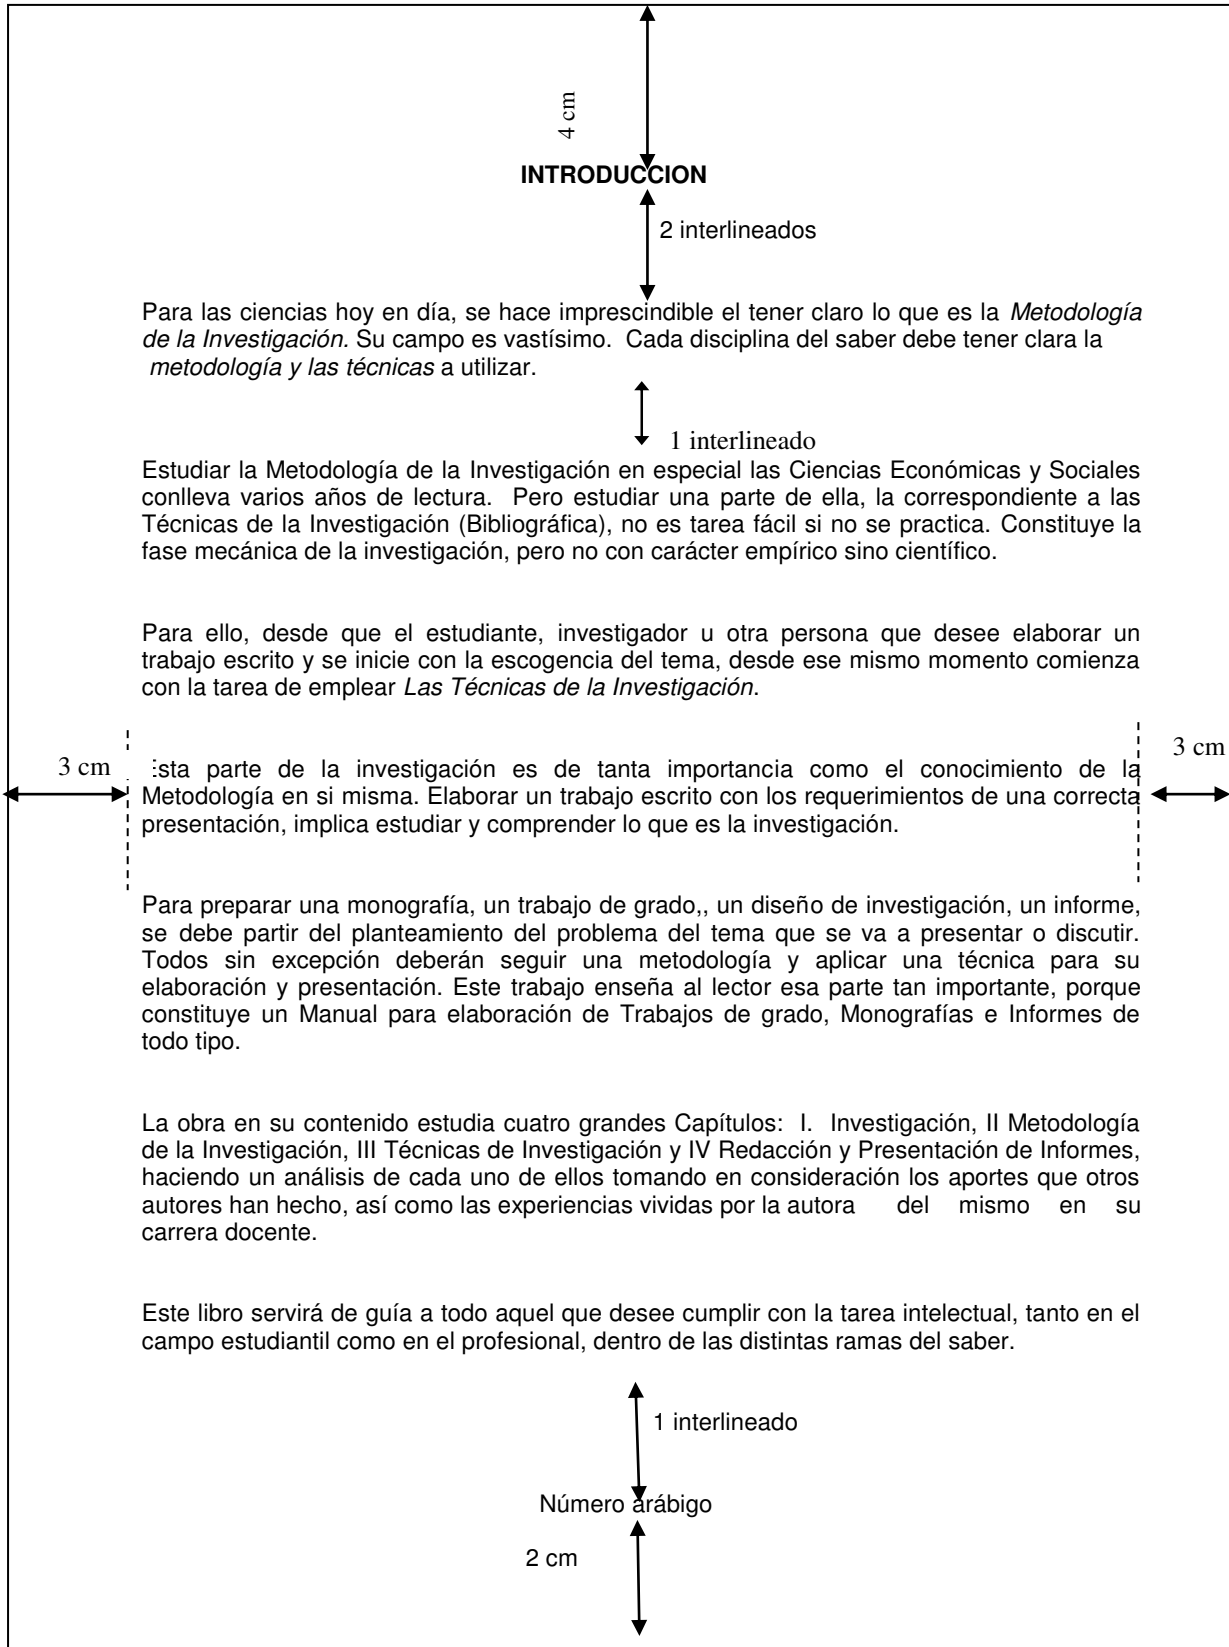 4 cm
INTRODUCCION
2 interlineados
Para las ciencias hoy en día, se hace imprescindible el tener claro lo que es la Metodología
de la Investigación. Su campo es vastísimo. Cada disciplina del saber debe tener clara la
metodología y las técnicas a utilizar.
1 interlineado
Estudiar la Metodología de la Investigación en especial las Ciencias Económicas y Sociales
conlleva varios años de lectura. Pero estudiar una parte de ella, la correspondiente a las
Técnicas de la Investigación (Bibliográfica), no es tarea fácil si no se practica. Constituye la
fase mecánica de la investigación, pero no con carácter empírico sino científico.
Para ello, desde que el estudiante, investigador u otra persona que desee elaborar un
trabajo escrito y se inicie con la escogencia del tema, desde ese mismo momento comienza
con la tarea de emplear Las Técnicas de la Investigación.
3 cm
3 cm
Esta parte de la investigación es de tanta importancia como el conocimiento de la
Metodología en si misma. Elaborar un trabajo escrito con los requerimientos de una correcta
presentación, implica estudiar y comprender lo que es la investigación.
Para preparar una monografía, un trabajo de grado,, un diseño de investigación, un informe,
se debe partir del planteamiento del problema del tema que se va a presentar o discutir.
Todos sin excepción deberán seguir una metodología y aplicar una técnica para su
elaboración y presentación. Este trabajo enseña al lector esa parte tan importante, porque
constituye un Manual para elaboración de Trabajos de grado, Monografías e Informes de
todo tipo.
La obra en su contenido estudia cuatro grandes Capítulos: I. Investigación, II Metodología
de la Investigación, III Técnicas de Investigación y IV Redacción y Presentación de Informes,
haciendo un análisis de cada uno de ellos tomando en consideración los aportes que otros
autores han hecho, así como las experiencias vividas por la autora del mismo en su
carrera docente.
Este libro servirá de guía a todo aquel que desee cumplir con la tarea intelectual, tanto en el
campo estudiantil como en el profesional, dentro de las distintas ramas del saber.
1 interlineado
Número arábigo
2 cm